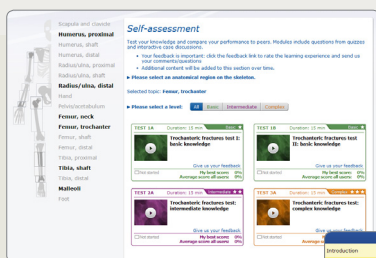 Scapula and clavicle
Humerus, proximal
Humerus, shaft
Humerus, distal
Radius/ulna, proximal
Radius/ulna, shaft
Radius/ulna, distal
Hand
Pelvis/acetabulum
Femur, neck
Femur, trochanter
Femur, shaft
Femur, distal
Tibia, proximal
Tibia, shaft
Tibia, distal
Malleoli
Foot
Self-assessment
Test your knowledge and compare your performance to peers. Modules include questions from quizzes
and interactive case discussions.
• Your feedback is important: click the feedback link to rate the learning experience and send us
your comments/questions
• Additional content will be added to this section over time.
Please select an anatomical region on the skeleton.
Selected topic: Femur, trochanter
Please select a level: All Basic Intermediate Complex
TEST 1A Duration: 15 min Basic
Trochanteric fractures test I:
basic knowledge
Give us your feedback
Not started My best score: 0%
Average score all users: 0%
TEST 1B Duration: 15 min Basic
Trochanteric fractures test
II: basic knowledge
Give us your feedback
Not started My best score: 0%
Average score all users: 0%
TEST 2A Duration: 15 min Intermediate
Trochanteric fractures test:
intermediate knowledge
Give us your feedback
Not started My best score: 0%
Average score all users: 0%
TEST 3A Duration: 15 min Complex
Trochanteric fractures test:
complex knowledge
Give us your feedback
Not started
Introduction